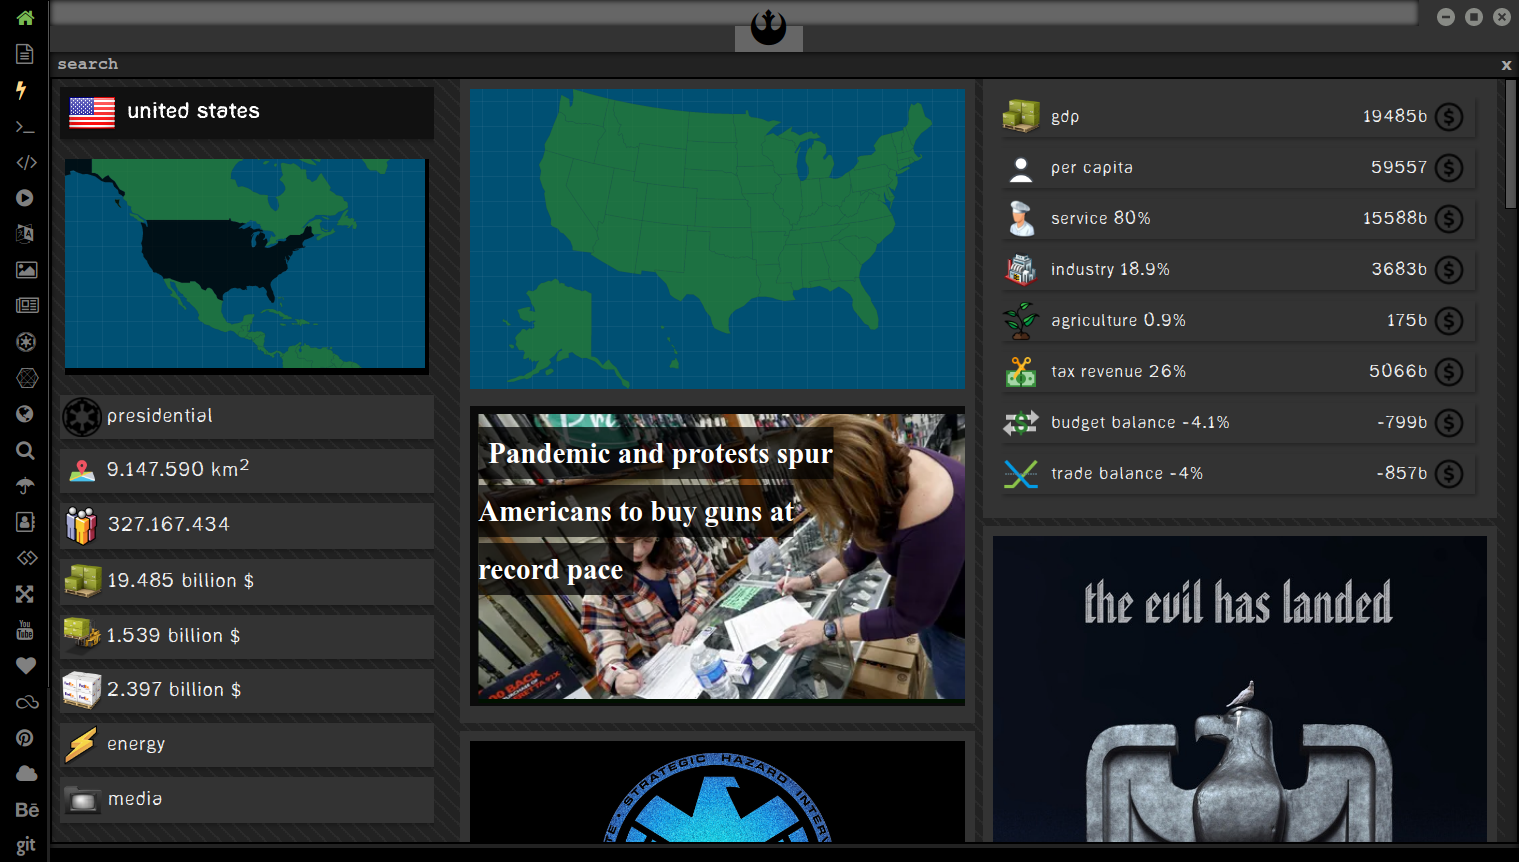 search
x
united states
presidential
9.147.590 km²
327.167.434
19.485 billion $
1.539 billion $
2.397 billion $
energy
media
You
Tube
Bē
git
Pandemic and protests spur
Americans to buy guns at
record pace
STRATEGIC HAZARD INTERV
gdp 19485b $
per capita 59557 $
service 80% 15588b $
industry 18.9% 3683b $
agriculture 0.9% 175b $
tax revenue 26% 5066b $
budget balance -4.1% -799b $
trade balance -4% -857b $
the evil has landed